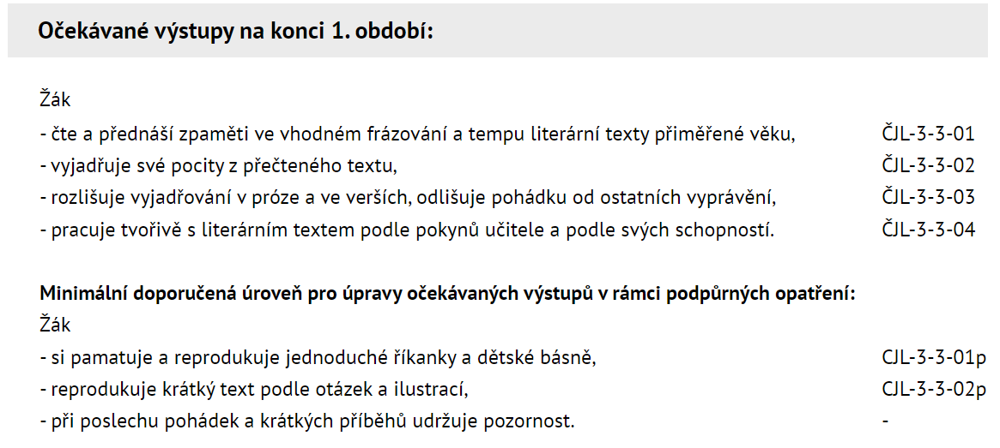 Očekávané výstupy na konci 1. období:
Žák
- čte a přednáší zpaměti ve vhodném frázování a tempu literární texty přiměřené věku, ČJL-3-3-01
- vyjadřuje své pocity z přečteného textu, ČJL-3-3-02
- rozlišuje vyjadřování v próze a ve verších, odlišuje pohádku od ostatních vyprávění, ČJL-3-3-03
- pracuje tvořivě s literárním textem podle pokynů učitele a podle svých schopností. ČJL-3-3-04
Minimální doporučená úroveň pro úpravy očekávaných výstupů v rámci podpůrných opatření:
Žák
- si pamatuje a reprodukuje jednoduché říkanky a dětské básně, CJL-3-3-01p
- reprodukuje krátký text podle otázek a ilustrací, CJL-3-3-02p
- při poslechu pohádek a krátkých příběhů udržuje pozornost. -